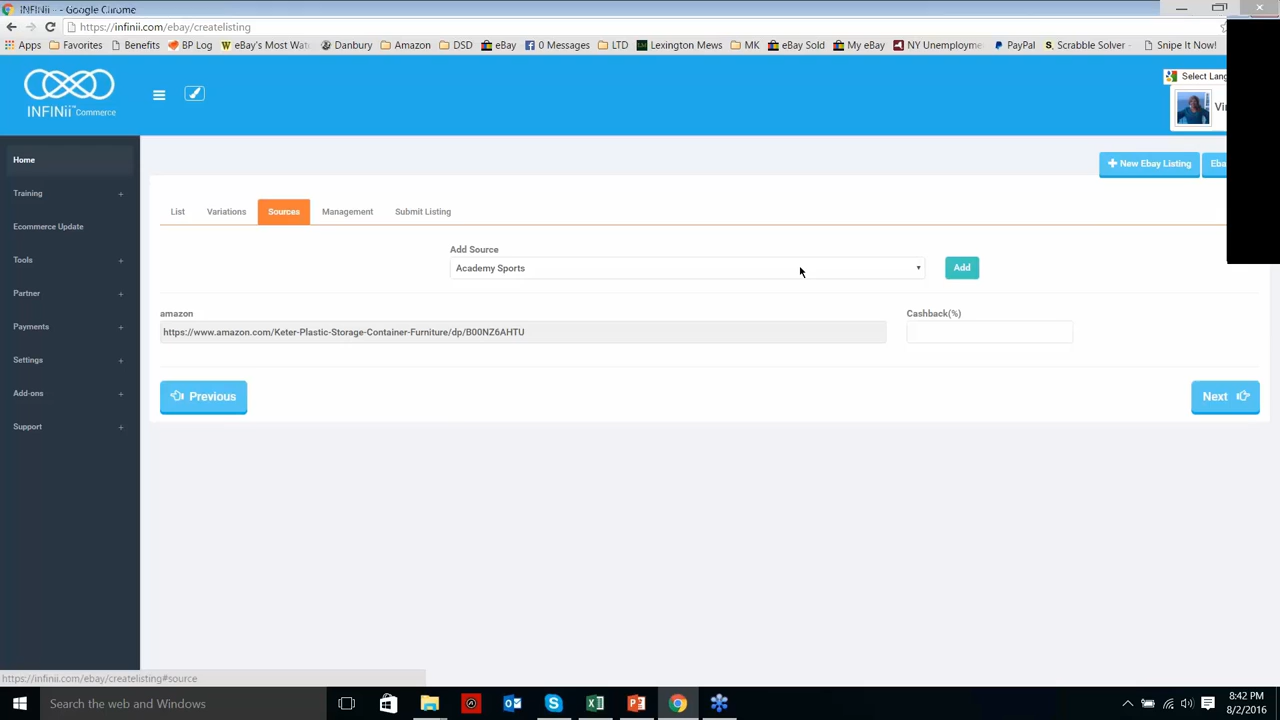 INFINii - Google Chrome
https://infinii.com/ebay/createlisting
Apps Favorites Benefits BP Log eBay's Most Wat Danbury Amazon DSD eBay 0 Messages LTD Lexington Mews MK eBay Sold My eBay NY Unemployme PayPal Scrabble Solver - Snipe It Now!
Select Lang
INFINii Commerce
Vi
Home
New Ebay Listing Eba
Training +
List Variations Sources Management Submit Listing
Ecommerce Update
Add Source
Tools +
Academy Sports Add
Partner +
amazon Cashback(%)
Payments +
https://www.amazon.com/Keter-Plastic-Storage-Container-Furniture/dp/B00NZ6AHTU
Settings +
Previous Next
Add-ons +
Support +
https://infinii.com/ebay/createlisting#source
Search the web and Windows
8:42 PM
8/2/2016